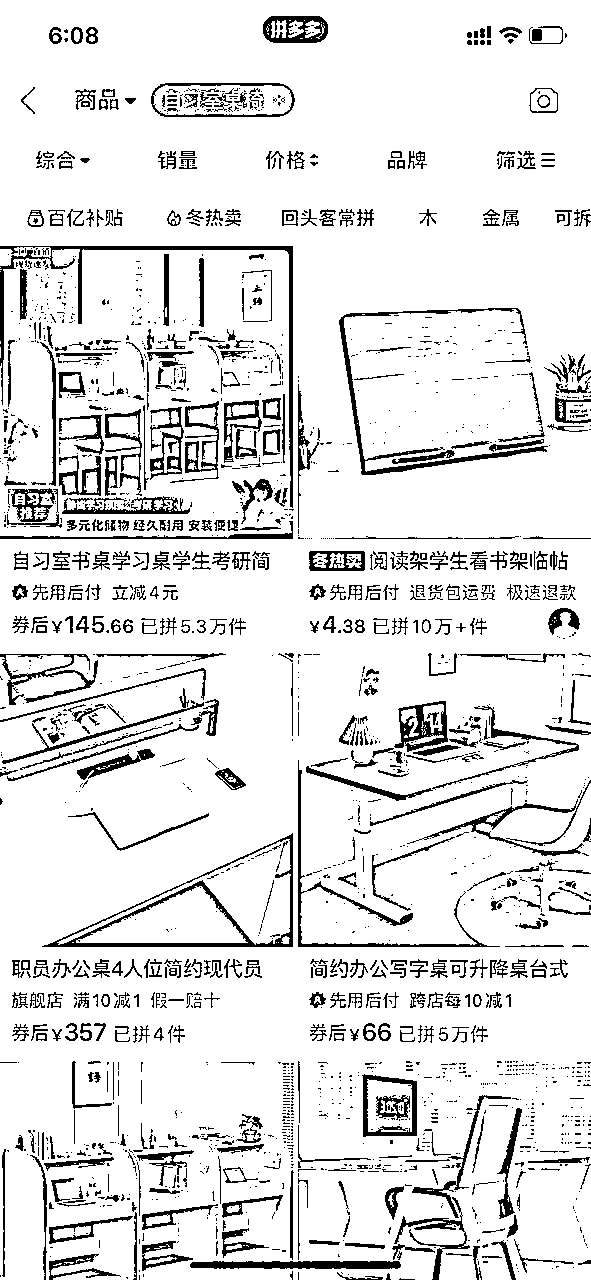 6:08
拼多多
商品
自习室桌椅
综合 销量 价格 品牌 筛选
百亿补贴 冬热卖 回头客常拼 木 金属 可拆
自习室
推荐
多元化储物 经久耐用 安装便捷
自习室书桌学习桌学生考研简
先用后付 立减4元
券后¥145.66 已拼5.3万件
冬热卖 阅读架学生看书架临帖
先用后付 退货包运费 极速退款
¥4.38 已拼10万+件
职员办公桌4人位简约现代员
旗舰店 满10减1 假一赔十
券后¥357 已拼4件
2 14
简约办公写字桌可升降桌台式
先用后付 跨店每10减1
券后¥66 已拼5万件